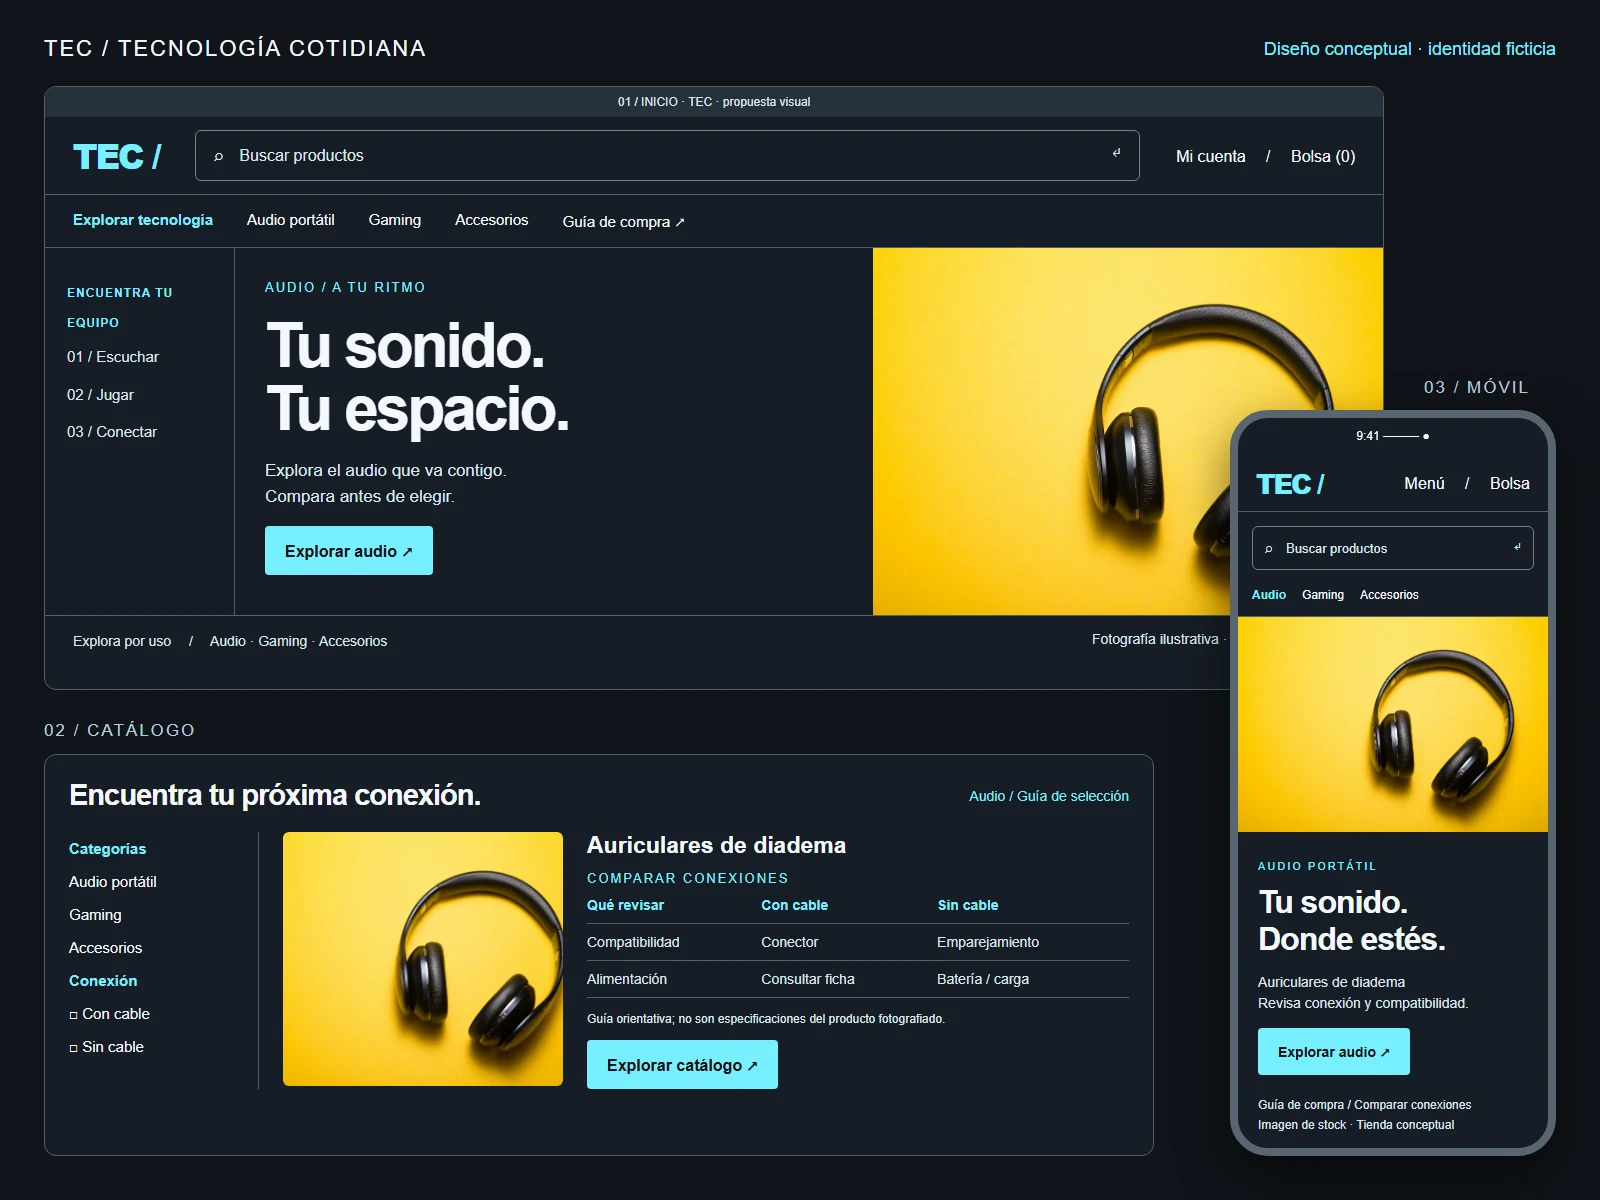 TEC / TECNOLOGÍA COTIDIANA
Diseño conceptual · identidad ficticia
01 / INICIO · TEC · propuesta visual
TEC /
Buscar productos
Mi cuenta / Bolsa (0)
Explorar tecnología
Audio portátil
Gaming
Accesorios
Guía de compra ↗
ENCUENTRA TU
EQUIPO
01 / Escuchar
02 / Jugar
03 / Conectar
AUDIO / A TU RITMO
Tu sonido.
Tu espacio.
Explora el audio que va contigo.
Compara antes de elegir.
Explorar audio ↗
Explora por uso / Audio · Gaming · Accesorios
Fotografía ilustrativa ·
02 / CATÁLOGO
Encuentra tu próxima conexión.
Audio / Guía de selección
Categorías
Audio portátil
Gaming
Accesorios
Conexión
Con cable
Sin cable
Auriculares de diadema
COMPARAR CONEXIONES
Qué revisar Con cable Sin cable
Compatibilidad Conector Emparejamiento
Alimentación Consultar ficha Batería / carga
Guía orientativa; no son especificaciones del producto fotografiado.
Explorar catálogo ↗
03 / MÓVIL
9:41
TEC /
Menú / Bolsa
Buscar productos
Audio Gaming Accesorios
AUDIO PORTÁTIL
Tu sonido.
Donde estés.
Auriculares de diadema
Revisa conexión y compatibilidad.
Explorar audio ↗
Guía de compra / Comparar conexiones
Imagen de stock · Tienda conceptual